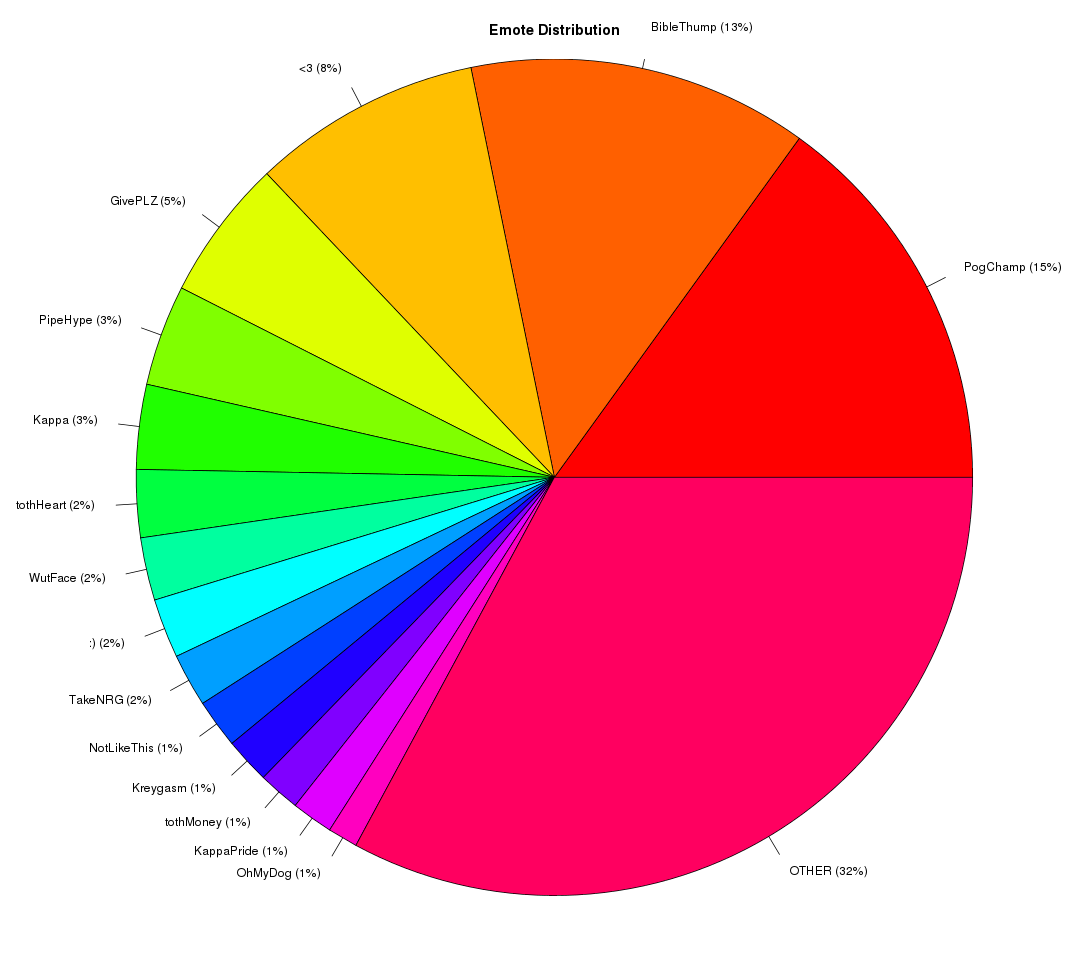 Emote Distribution
BibleThump (13%)
<3 (8%)
GivePLZ (5%)
PogChamp (15%)
PipeHype (3%)
Kappa (3%)
tothHeart (2%)
WutFace (2%)
:) (2%)
TakeNRG (2%)
NotLikeThis (1%)
Kreygasm (1%)
tothMoney (1%)
KappaPride (1%)
OhMyDog (1%)
OTHER (32%)